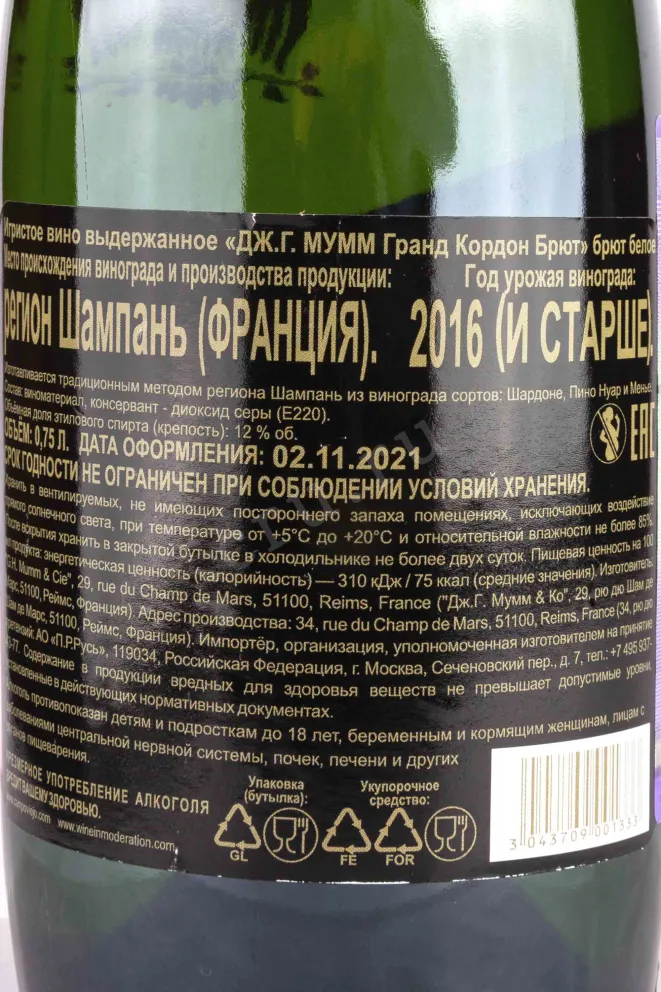 Игристое вино выдержанное «ДЖ.Г. МУММ Гранд Кордон Брют» брют белое
Место происхождения винограда и производства продукции: Год урожая винограда:
регион Шампань (ФРАНЦИЯ). 2016 (И СТАРШЕ).
Изготавливается традиционным методом региона Шампань из винограда сортов: Шардоне, Пино Нуар и Менье.
Состав: виноматериал, консервант - диоксид серы (Е220).
Объёмная доля этилового спирта (крепость): 12 % об.
ОБЪЁМ: 0,75 Л. ДАТА ОФОРМЛЕНИЯ: 02.11.2021
СРОК ГОДНОСТИ НЕ ОГРАНИЧЕН ПРИ СОБЛЮДЕНИИ УСЛОВИЙ ХРАНЕНИЯ.
EAC
Хранить в вентилируемых, не имеющих постороннего запаха помещениях, исключающих воздействие
прямого солнечного света, при температуре от +5°С до +20°С и относительной влажности не более 85%.
После вскрытия хранить в закрытой бутылке в холодильнике не более двух суток. Пищевая ценность на 100
продукта: энергетическая ценность (калорийность) — 310 кДж / 75 ккал (средние значения). Изготовитель:
G.H. Mumm & Cie", 29, rue du Champ de Mars, 51100, Reims, France ("Дж.Г. Мумм & Ко", 29, рю дю Шам де
Марс, 51100, Реймс, Франция). Адрес производства: 34, rue du Champ de Mars, 51100, Reims, France (34, рю дю
Шам де Марс, 51100, Реймс, Франция). Импортёр, организация, уполномоченная изготовителем на принятие
претензий: АО «П.Р.Русь», 119034, Российская Федерация, г. Москва, Сеченовский пер., д. 7, тел.: +7 495 937-
-77. Содержание в продукции вредных для здоровья веществ не превышает допустимые уровни,
установленные в действующих нормативных документах.
Алкоголь противопоказан детям и подросткам до 18 лет, беременным и кормящим женщинам, лицам с
заболеваниями центральной нервной системы, почек, печени и других
органов пищеварения.
ЧРЕЗМЕРНОЕ УПОТРЕБЛЕНИЕ АЛКОГОЛЯ
ВРЕДИТ ВАШЕМУ ЗДОРОВЬЮ.
www.wineinmoderation.com
Упаковка (бутылка):
Укупорочное средство:
GL FE FOR
3 043709 001353